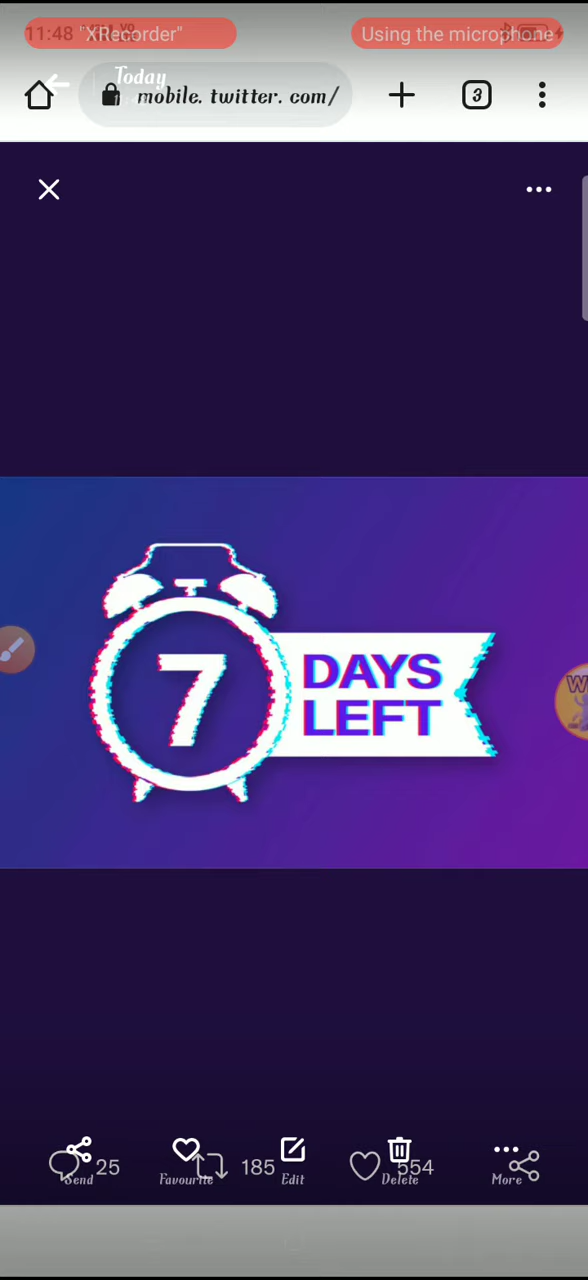 11:48 "XRecorder" Using the microphone
Today
mobile. twitter. com/ 3
7 DAYS
LEFT
25 185 554
Send Favourite Edit Delete More